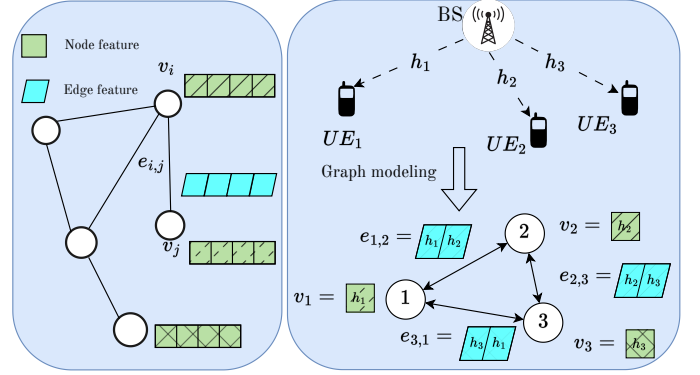 Node feature
Edge feature
v_i
e_{i,j}
v_j
BS
h_1
h_2
h_3
UE_1
UE_2
UE_3
Graph modeling
e_{1,2} = h_1 h_2
2
v_2 = h_2
e_{2,3} = h_2 h_3
v_1 = h_1
1
3
e_{3,1} = h_3 h_1
v_3 = h_3